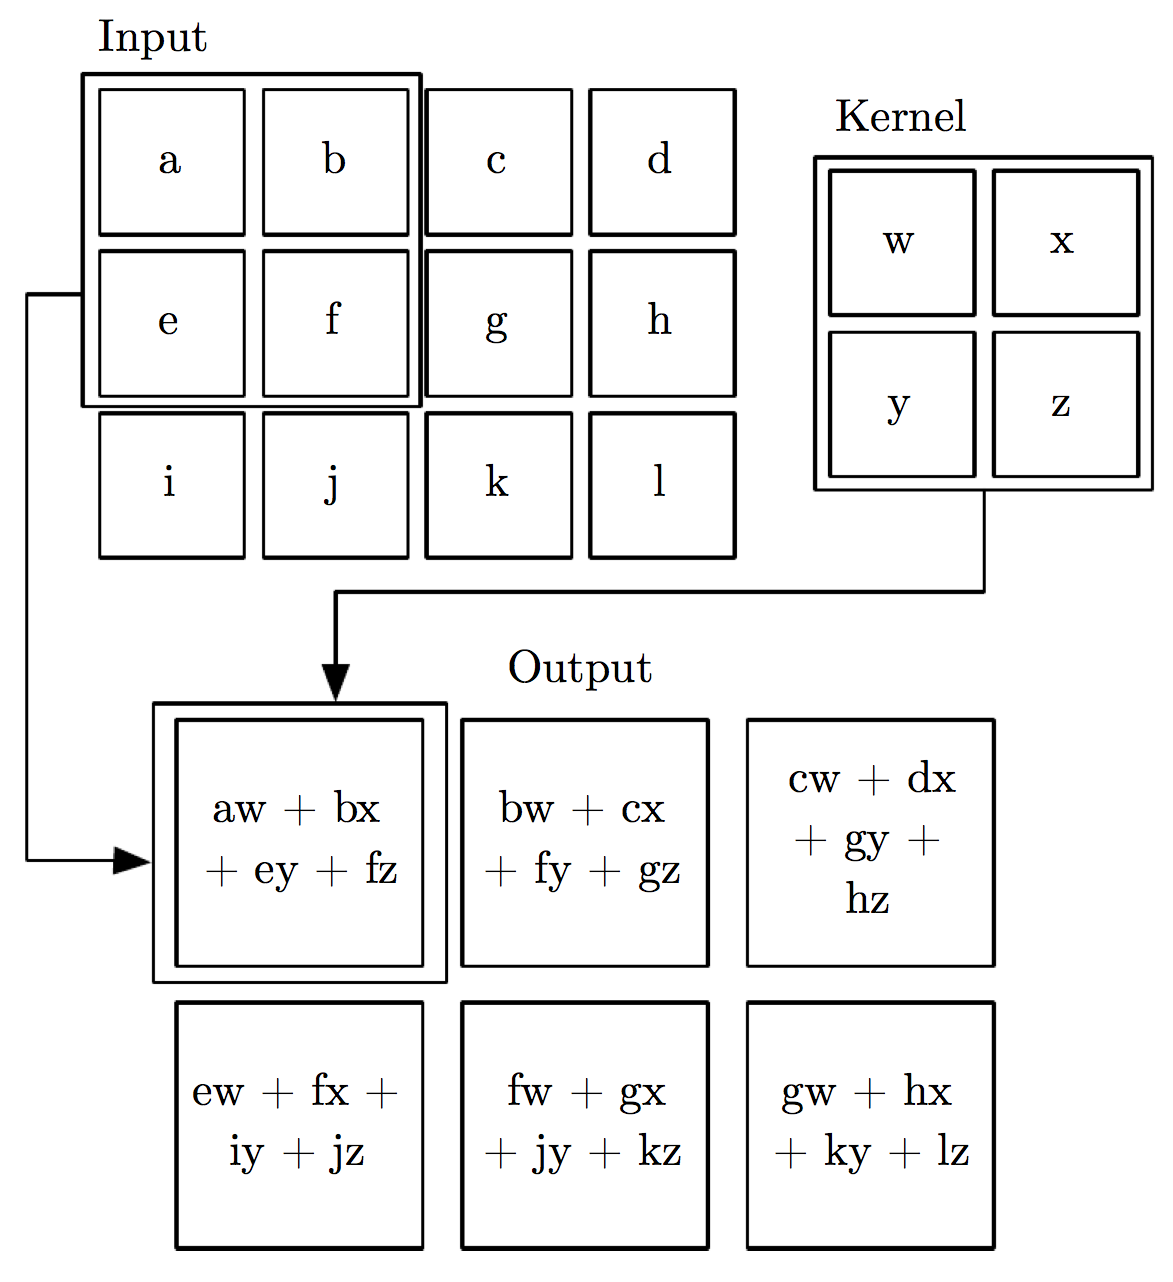 Input
a b c d
e f g h
i j k l
Kernel
w x
y z
Output
aw + bx
+ ey + fz
bw + cx
+ fy + gz
cw + dx
+ gy +
hz
ew + fx +
iy + jz
fw + gx
+ jy + kz
gw + hx
+ ky + lz